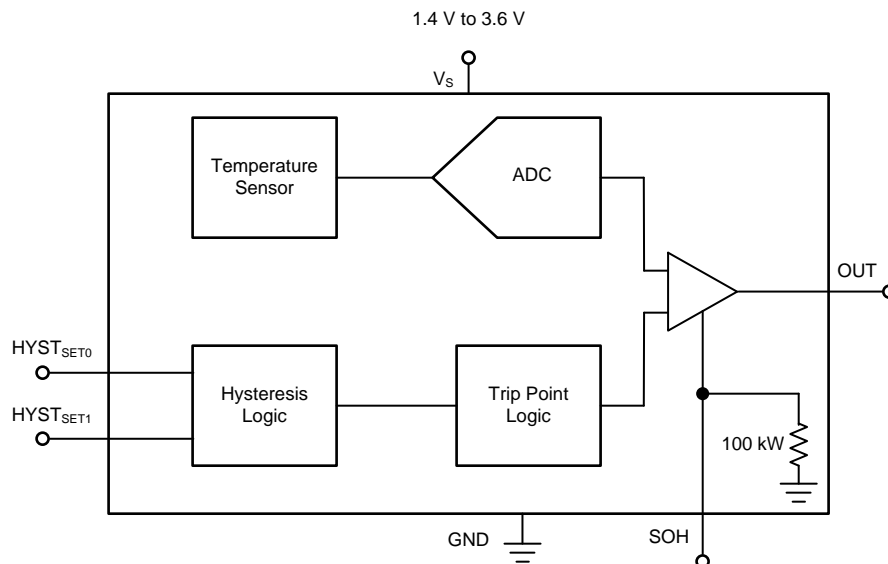 1.4 V to 3.6 V
VS
Temperature
Sensor
ADC
OUT
HYSTSET0
HYSTSET1
Hysteresis
Logic
Trip Point
Logic
100 kW
GND
SOH